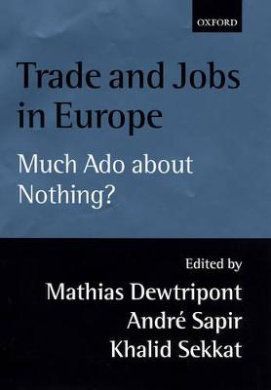 OXFORD
Trade and Jobs
in Europe
Much Ado about
Nothing?
Edited by
Mathias Dewtripont
André Sapir
Khalid Sekkat